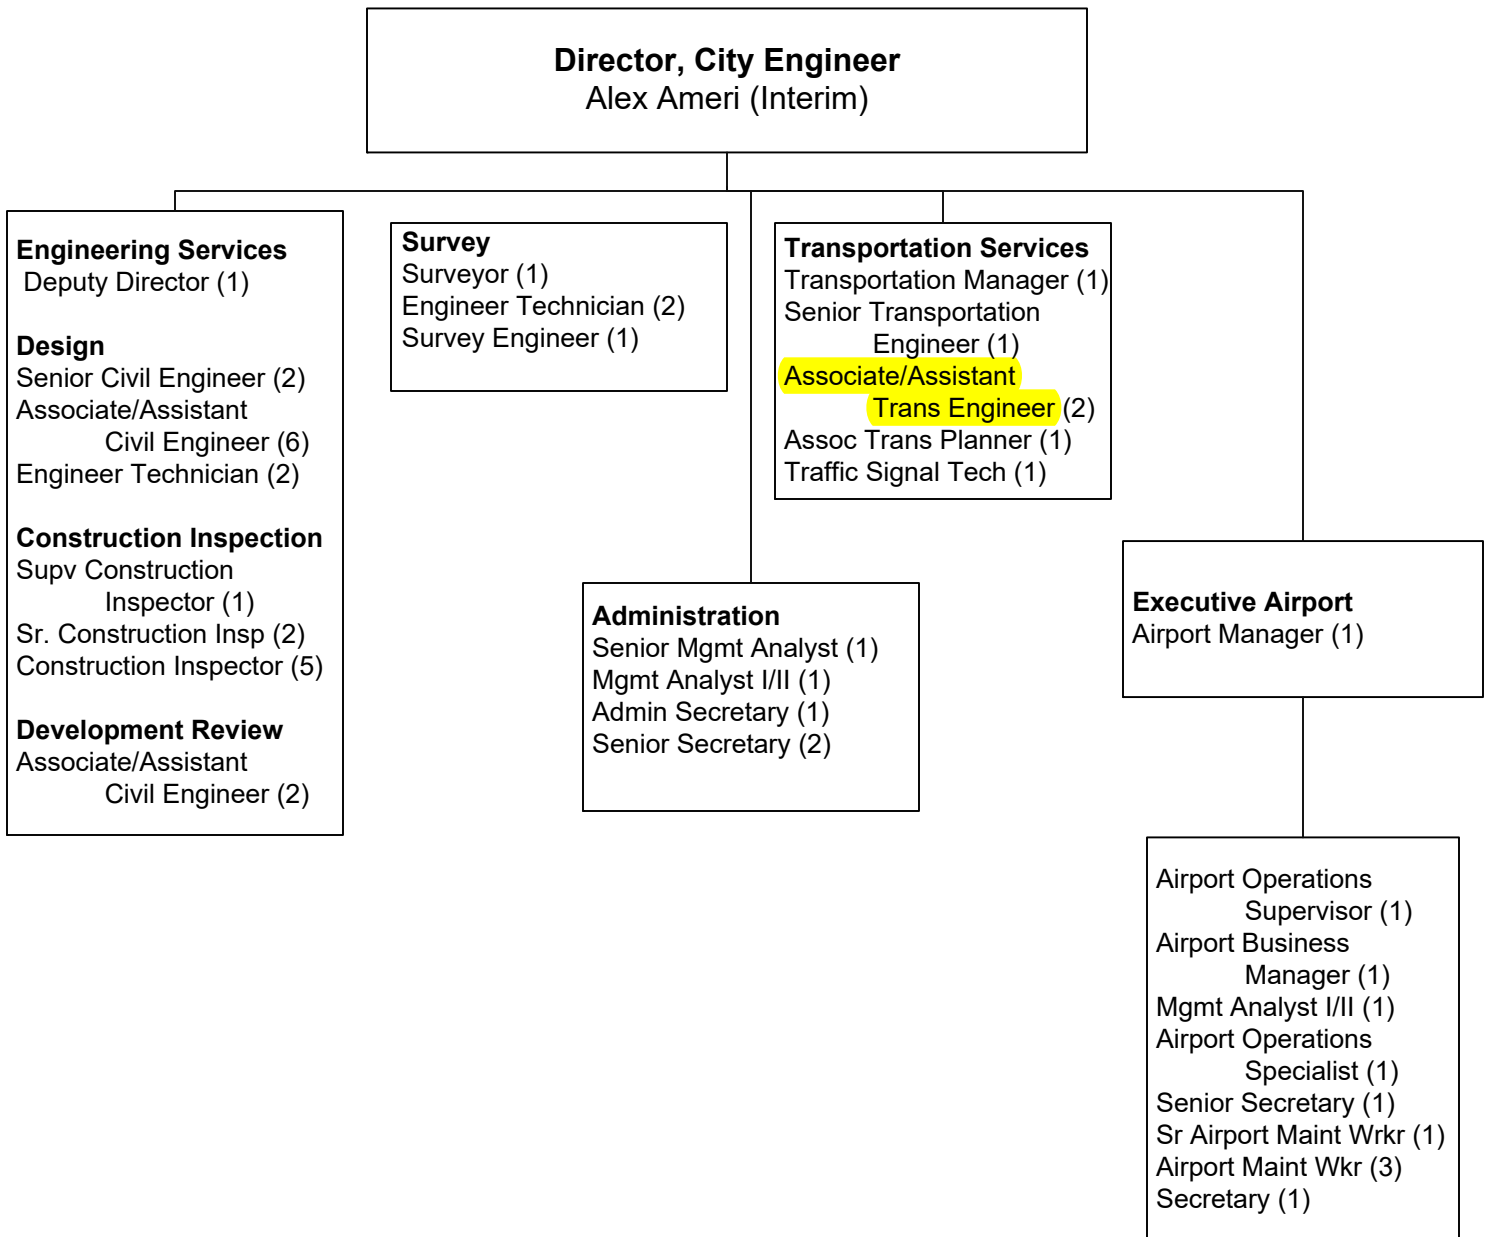 Director, City Engineer
Alex Ameri (Interim)
Engineering Services
Deputy Director (1)
Design
Senior Civil Engineer (2)
Associate/Assistant
Civil Engineer (6)
Engineer Technician (2)
Construction Inspection
Supv Construction
Inspector (1)
Sr. Construction Insp (2)
Construction Inspector (5)
Development Review
Associate/Assistant
Civil Engineer (2)
Survey
Surveyor (1)
Engineer Technician (2)
Survey Engineer (1)
Transportation Services
Transportation Manager (1)
Senior Transportation
Engineer (1)
Associate/Assistant
Trans Engineer (2)
Assoc Trans Planner (1)
Traffic Signal Tech (1)
Administration
Senior Mgmt Analyst (1)
Mgmt Analyst I/II (1)
Admin Secretary (1)
Senior Secretary (2)
Executive Airport
Airport Manager (1)
Airport Operations
Supervisor (1)
Airport Business
Manager (1)
Mgmt Analyst I/II (1)
Airport Operations
Specialist (1)
Senior Secretary (1)
Sr Airport Maint Wrkr (1)
Airport Maint Wkr (3)
Secretary (1)